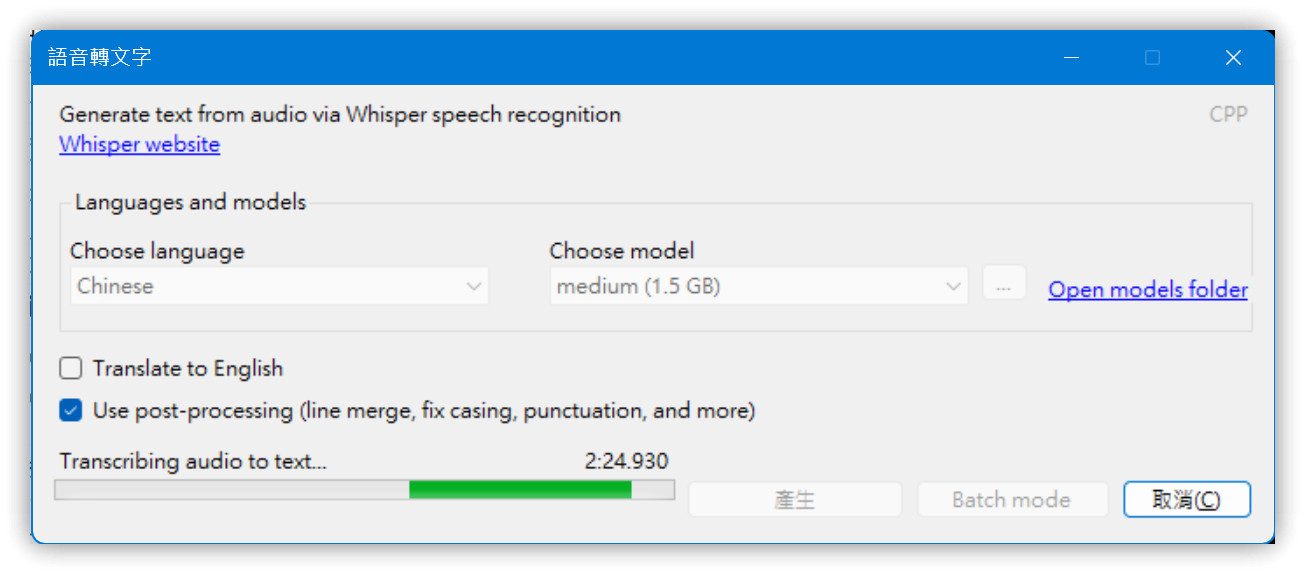 語音轉文字
Generate text from audio via Whisper speech recognition
CPP
Whisper website
Languages and models
Choose language
Choose model
Chinese
medium (1.5 GB)
...
Open models folder
Translate to English
Use post-processing (line merge, fix casing, punctuation, and more)
Transcribing audio to text...
2:24.930
產生
Batch mode
取消(C)